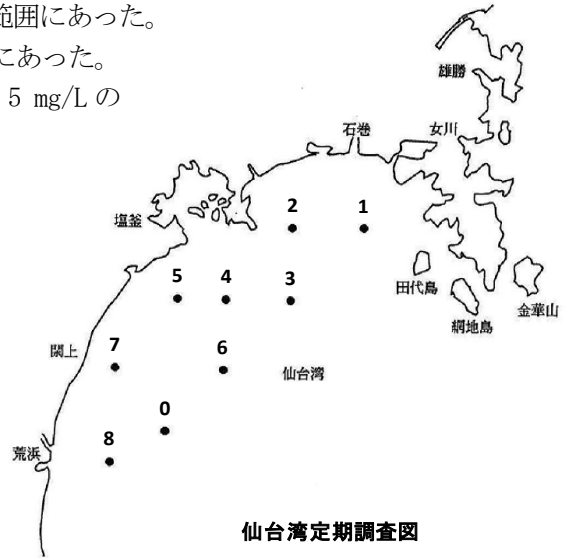 範囲にあった。
にあった。
5 mg/L の
雄勝
石巻
女川
塩釜
2
1
田代島
金華山
網地島
5
4
3
閖上
7
6
仙台湾
0
荒浜
8
仙台湾定期調査図